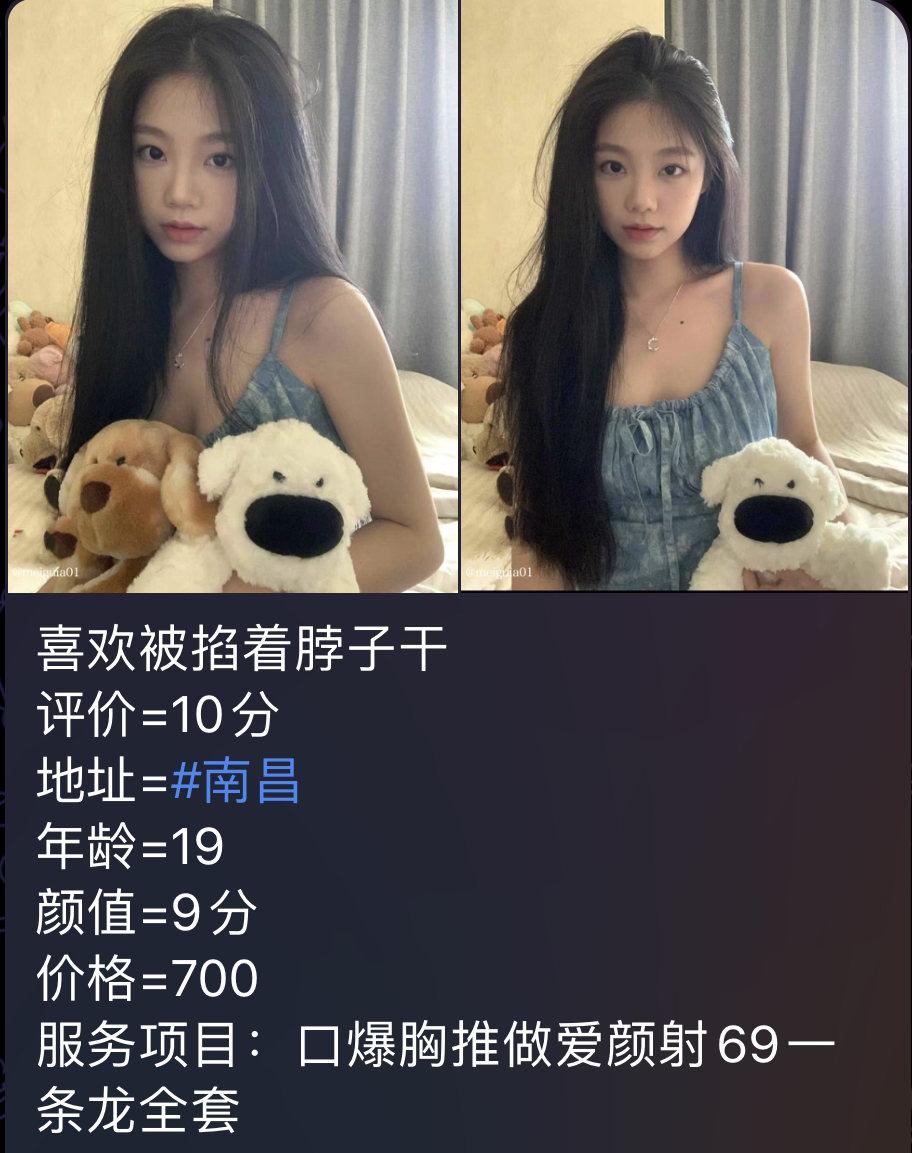 @meiguia01
@meiguia01
喜欢被掐着脖子干
评价=10分
地址=#南昌
年龄=19
颜值=9分
价格=700
服务项目：口爆胸推做爱颜射69一
条龙全套